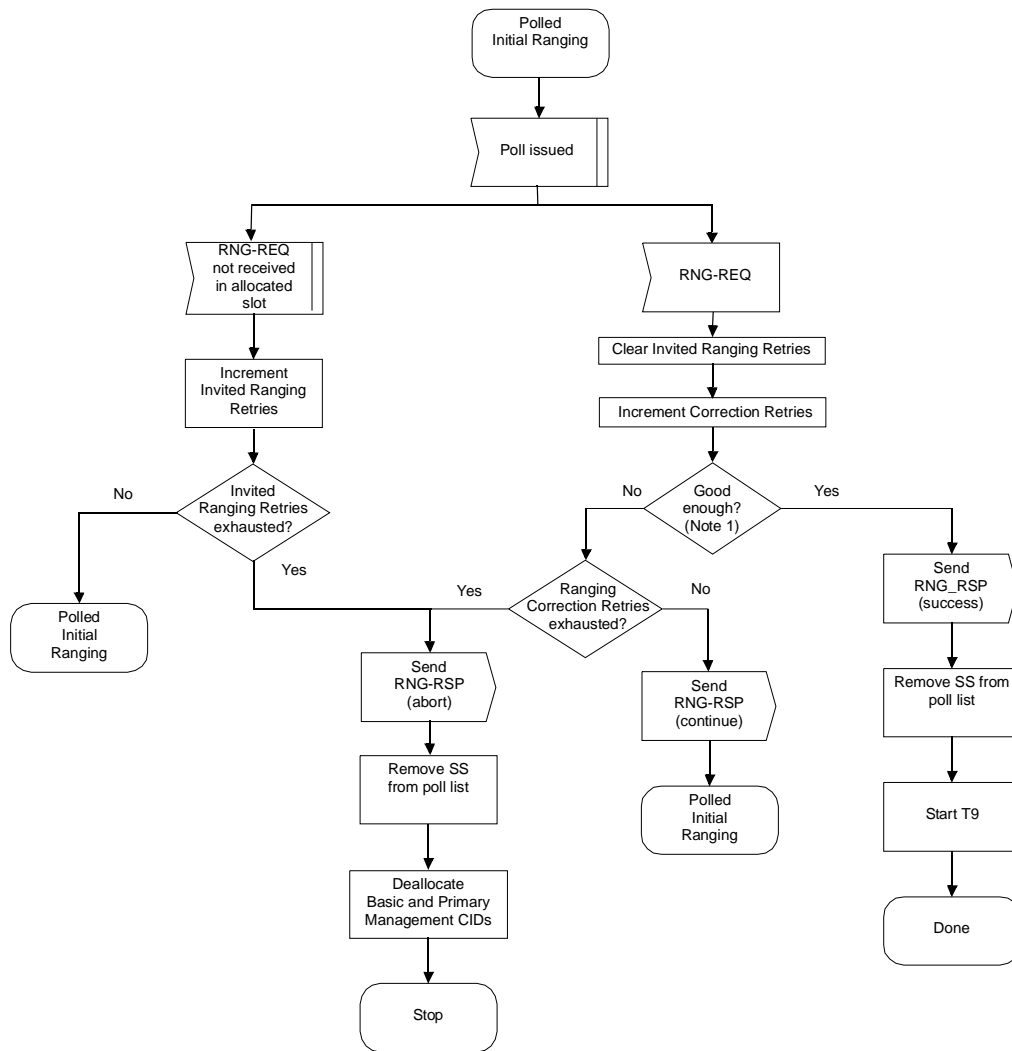 Polled
Initial Ranging
Poll issued
RNG-REQ
not received
in allocated
slot
RNG-REQ
Clear Invited Ranging Retries
Increment
Invited Ranging
Retries
Increment Correction Retries
No
Invited
Ranging Retries
exhausted?
Yes
No
Good
enough?
(Note 1)
Yes
Polled
Initial
Ranging
Yes
Ranging
Correction Retries
exhausted?
No
Send
RNG_RSP
(success)
Send
RNG-RSP
(abort)
Send
RNG-RSP
(continue)
Remove SS from
poll list
Remove SS
from poll list
Polled
Initial
Ranging
Start T9
Deallocate
Basic and Primary
Management CIDs
Done
Stop